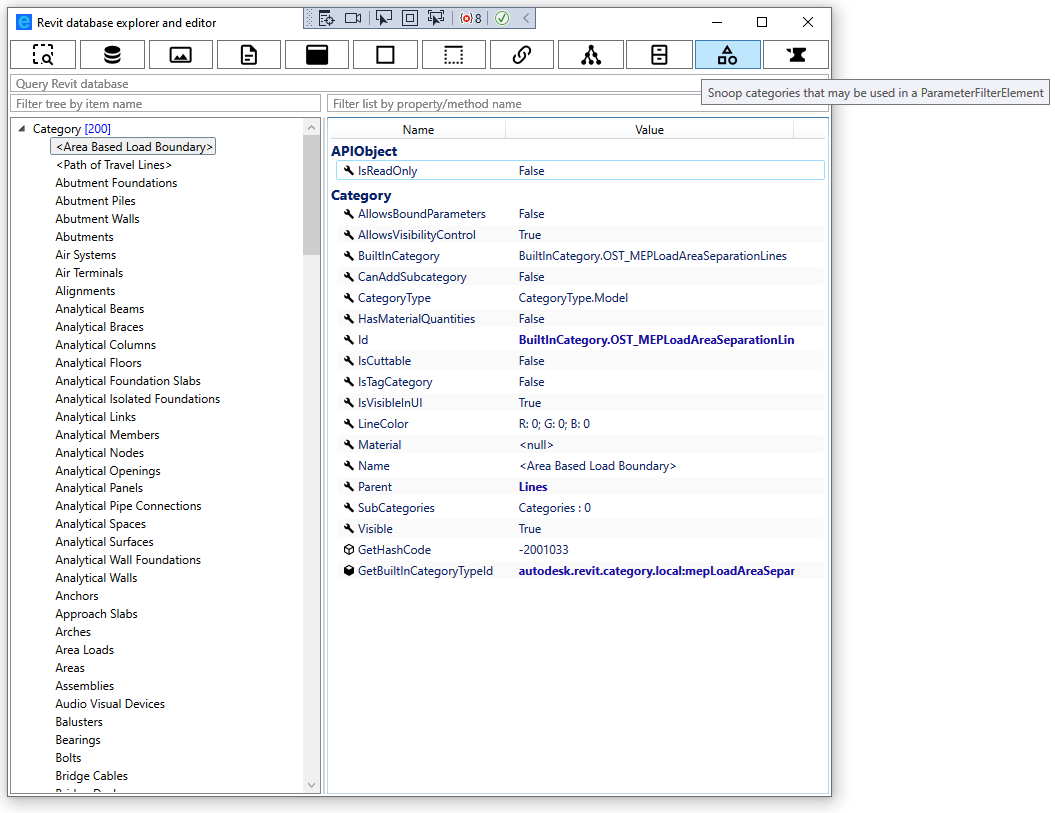 Revit database explorer and editor
8
Query Revit database
Snoop categories that may be used in a ParameterFilterElement
Filter tree by item name
Filter list by property/method name
Category [200]
<Area Based Load Boundary>
<Path of Travel Lines>
Abutment Foundations
Abutment Piles
Abutment Walls
Abutments
Air Systems
Air Terminals
Alignments
Analytical Beams
Analytical Braces
Analytical Columns
Analytical Floors
Analytical Foundation Slabs
Analytical Isolated Foundations
Analytical Links
Analytical Members
Analytical Nodes
Analytical Openings
Analytical Panels
Analytical Pipe Connections
Analytical Spaces
Analytical Surfaces
Analytical Wall Foundations
Analytical Walls
Anchors
Approach Slabs
Arches
Area Loads
Areas
Assemblies
Audio Visual Devices
Balusters
Bearings
Bolts
Bridge Cables
Name Value
APIObject
IsReadOnly False
Category
AllowsBoundParameters False
AllowsVisibilityControl True
BuiltInCategory BuiltInCategory.OST_MEPLoadAreaSeparationLines
CanAddSubcategory False
CategoryType CategoryType.Model
HasMaterialQuantities False
Id BuiltInCategory.OST_MEPLoadAreaSeparationLin
IsCuttable False
IsTagCategory False
IsVisibleInUI True
LineColor R: 0; G: 0; B: 0
Material <null>
Name <Area Based Load Boundary>
Parent Lines
SubCategories Categories : 0
Visible True
GetHashCode -2001033
GetBuiltInCategoryTypeId autodesk.revit.category.local:mepLoadAreaSepar